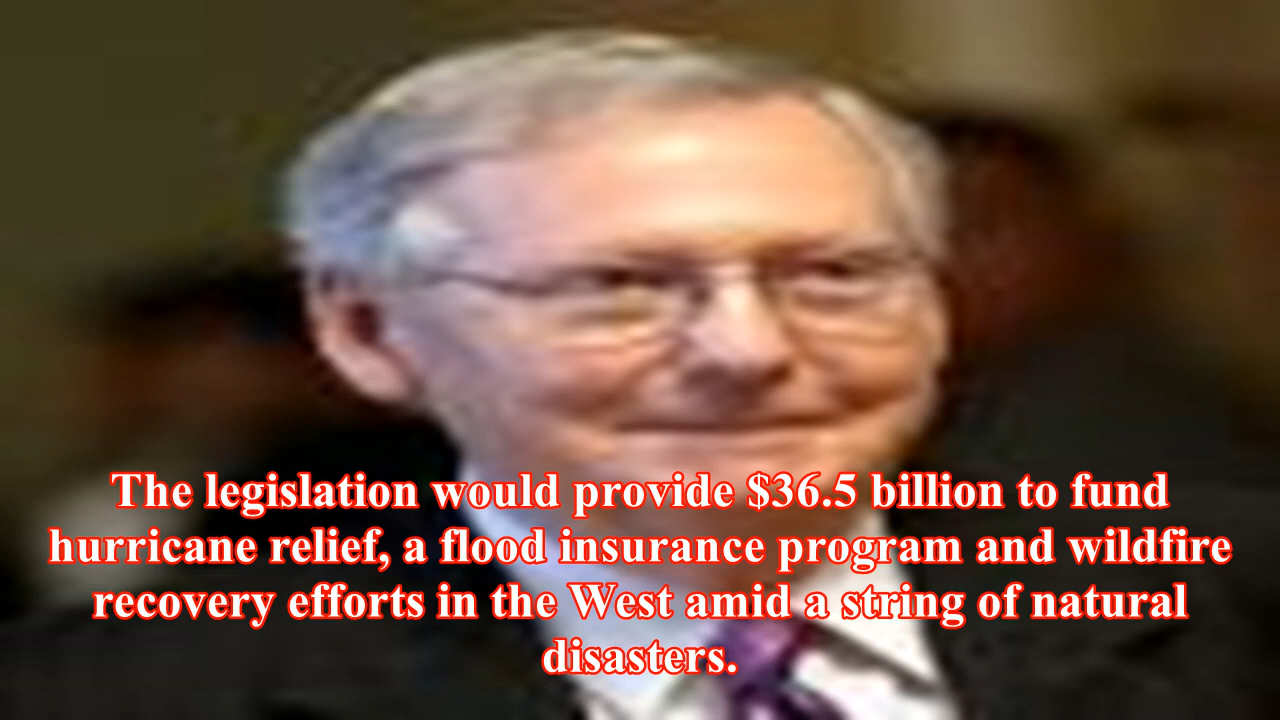 The legislation would provide $36.5 billion to fund
hurricane relief, a flood insurance program and wildfire
recovery efforts in the West amid a string of natural
disasters.